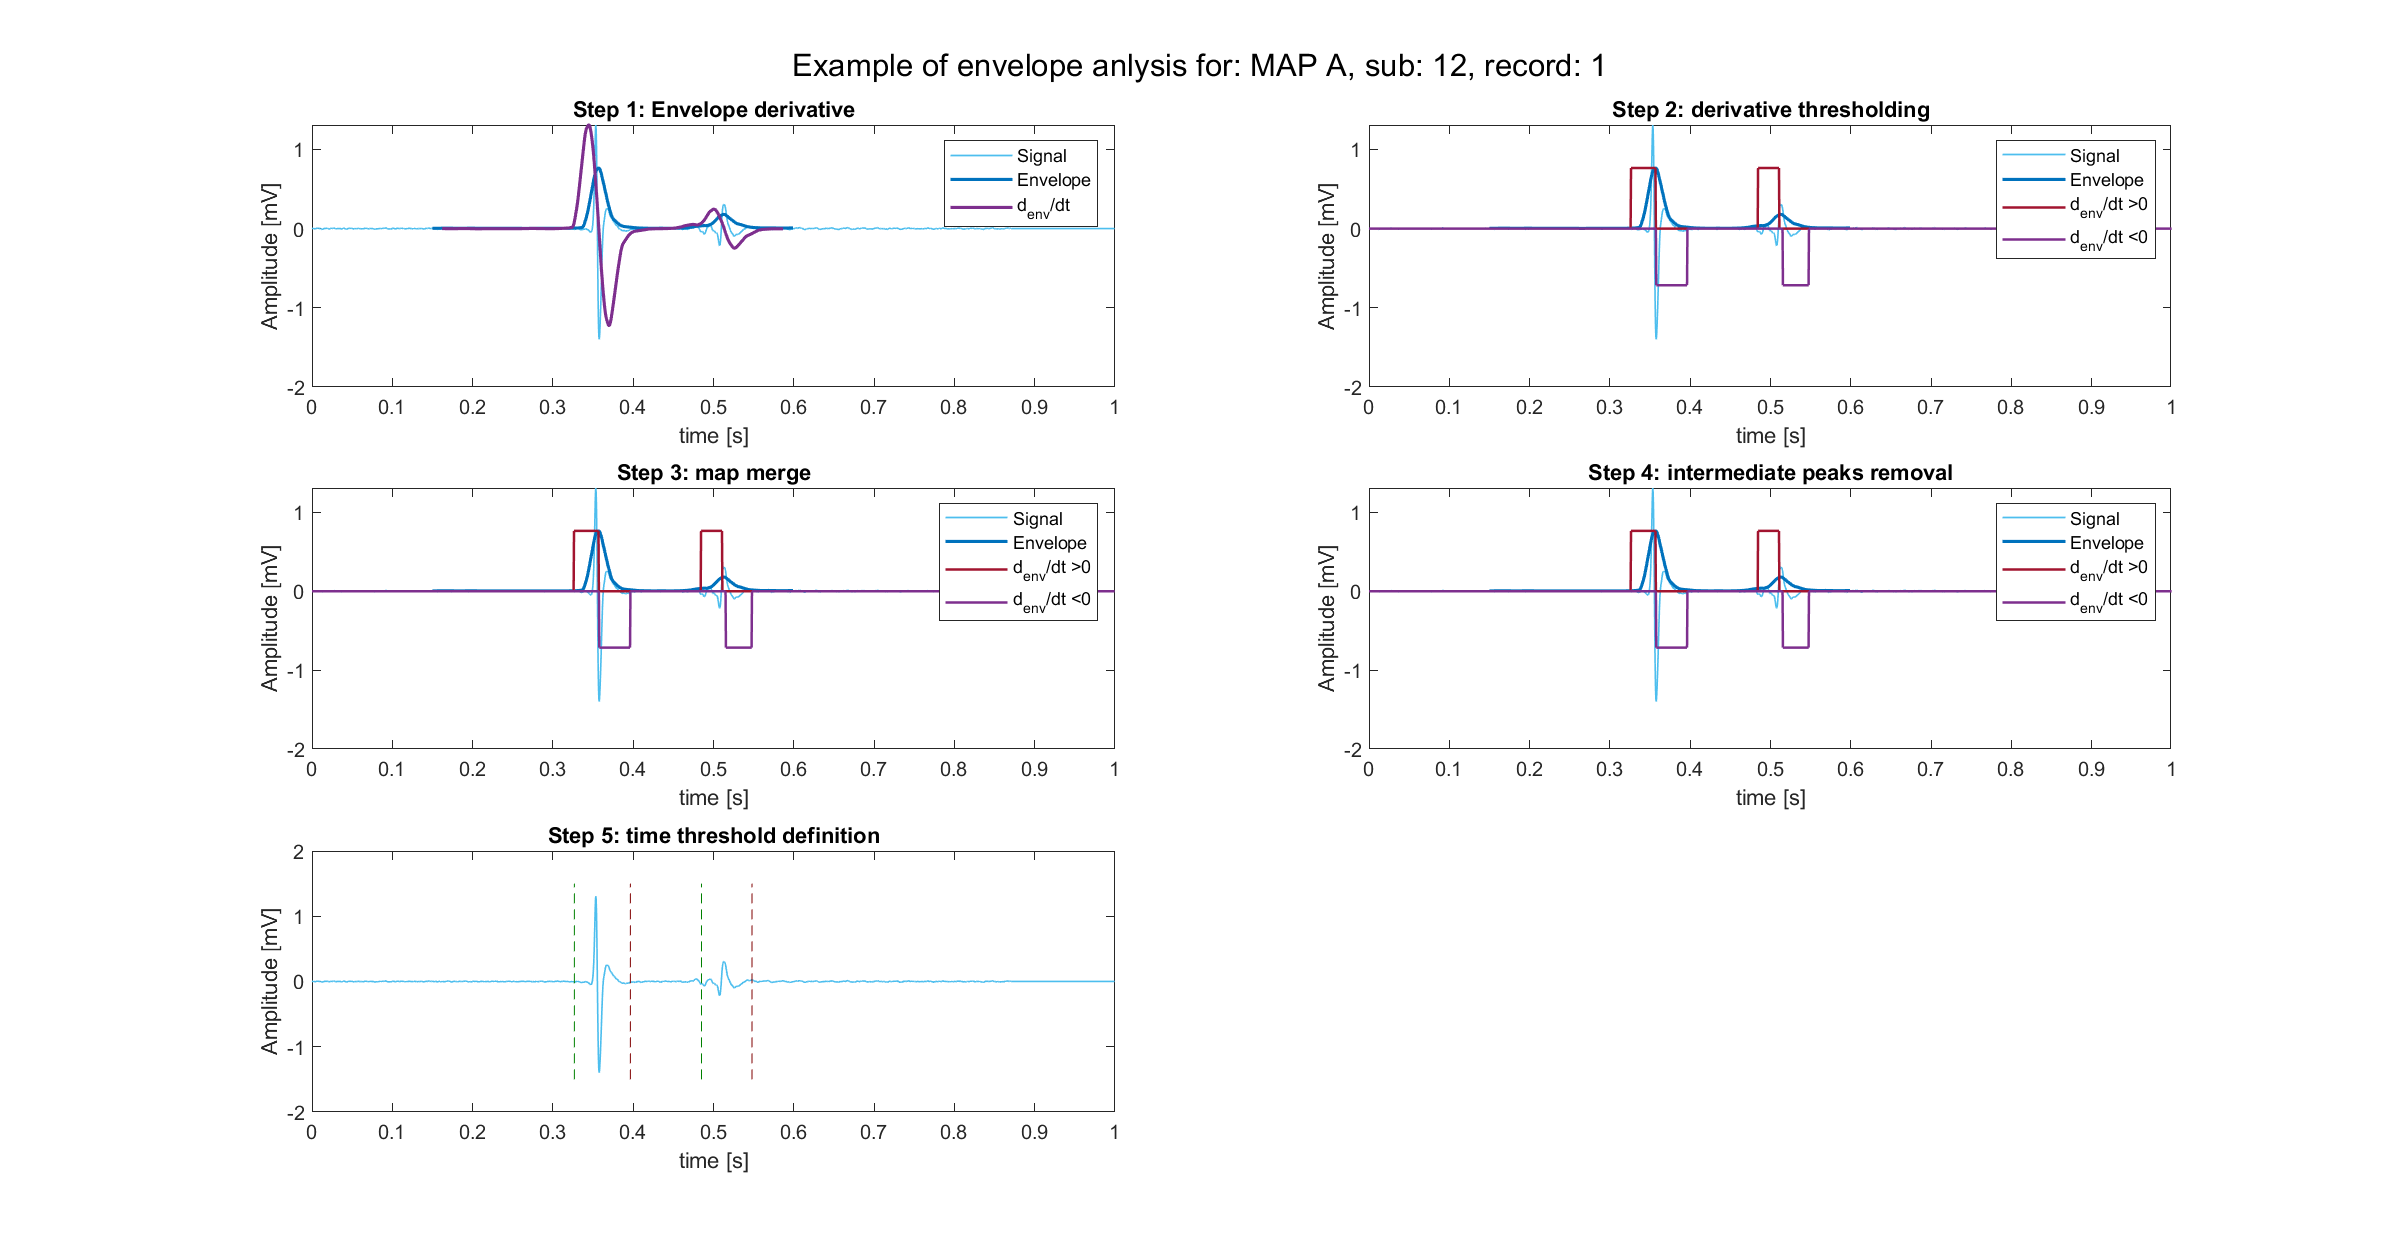 Example of envelope anlysis for: MAP A, sub: 12, record: 1
Step 1: Envelope derivative
1
0
-1
-2
Amplitude [mV]
0 0.1 0.2 0.3 0.4 0.5 0.6 0.7 0.8 0.9 1
time [s]
Signal
Envelope
d_env/dt
Step 2: derivative thresholding
1
0
-1
-2
Amplitude [mV]
0 0.1 0.2 0.3 0.4 0.5 0.6 0.7 0.8 0.9 1
time [s]
Signal
Envelope
d_env/dt >0
d_env/dt <0
Step 3: map merge
1
0
-1
-2
Amplitude [mV]
0 0.1 0.2 0.3 0.4 0.5 0.6 0.7 0.8 0.9 1
time [s]
Signal
Envelope
d_env/dt >0
d_env/dt <0
Step 4: intermediate peaks removal
1
0
-1
-2
Amplitude [mV]
0 0.1 0.2 0.3 0.4 0.5 0.6 0.7 0.8 0.9 1
time [s]
Signal
Envelope
d_env/dt >0
d_env/dt <0
Step 5: time threshold definition
2
1
0
-1
-2
Amplitude [mV]
0 0.1 0.2 0.3 0.4 0.5 0.6 0.7 0.8 0.9 1
time [s]